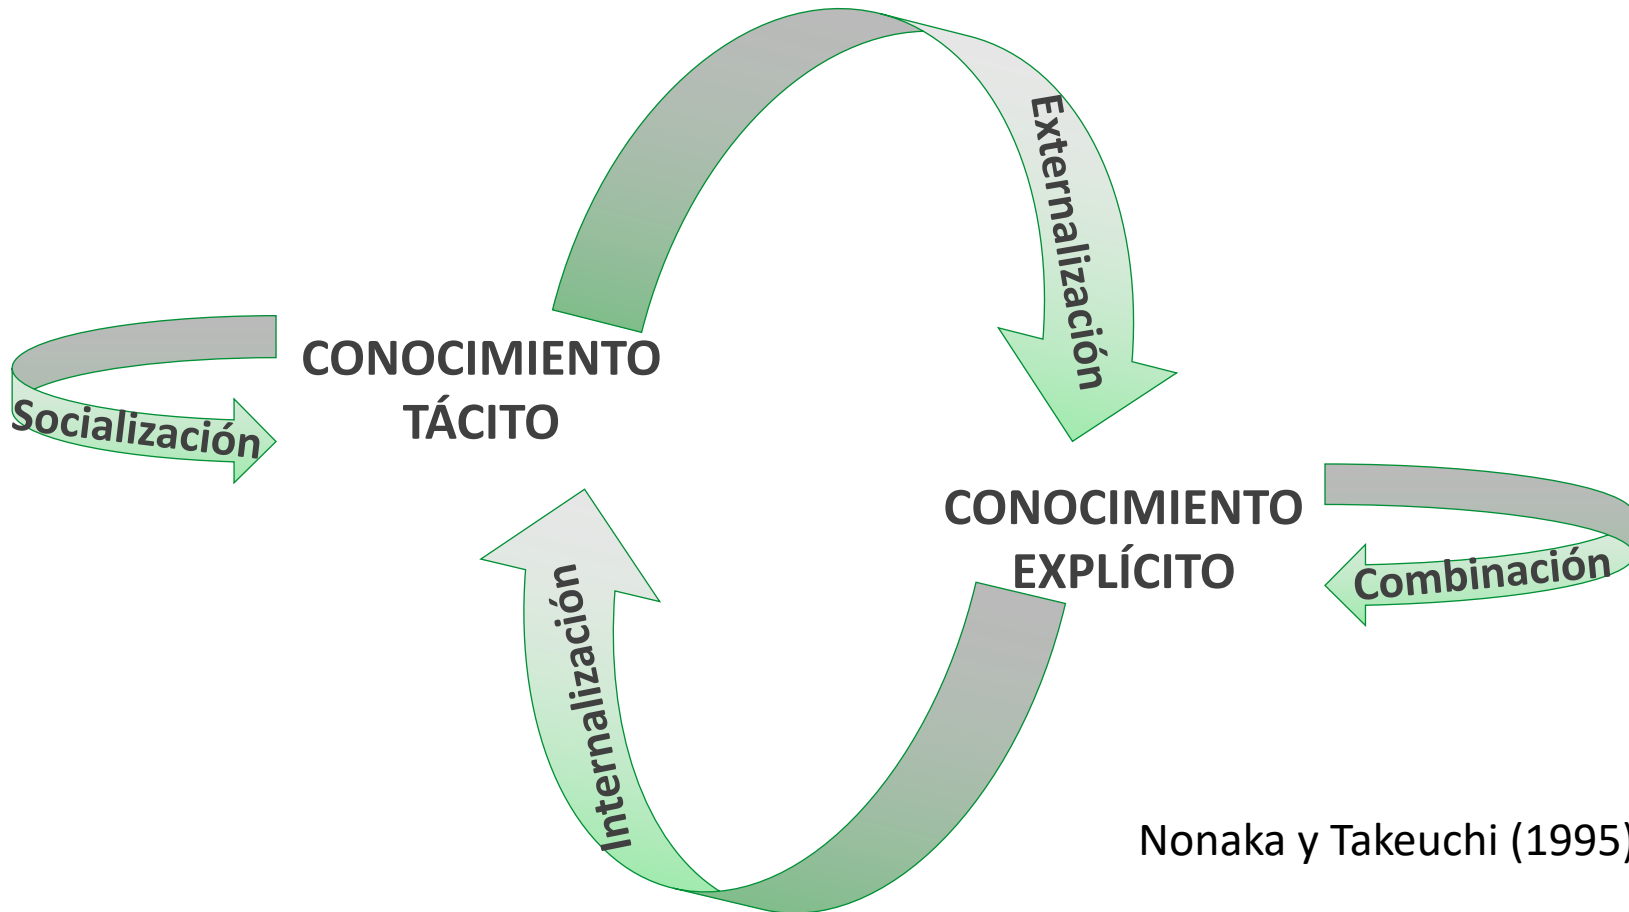 Externalización
CONOCIMIENTO
TÁCITO
Socialización
CONOCIMIENTO
EXPLÍCITO
Combinación
Internalización
Nonaka y Takeuchi (1995)